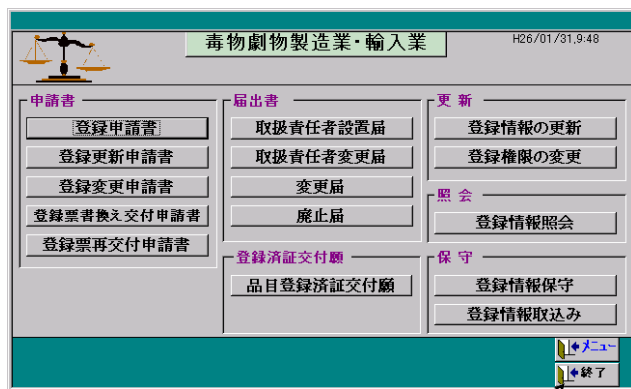 毒物劇物製造業・輸入業
H26/01/31,9:48
申請書
登録申請書
登録更新申請書
登録変更申請書
登録票書換え交付申請書
登録票再交付申請書
届出書
取扱責任者設置届
取扱責任者変更届
変更届
廃止届
登録済証交付願
品目登録済証交付願
更 新
登録情報の更新
登録権限の変更
照 会
登録情報照会
保 守
登録情報保守
登録情報取込み
メニュー
終了